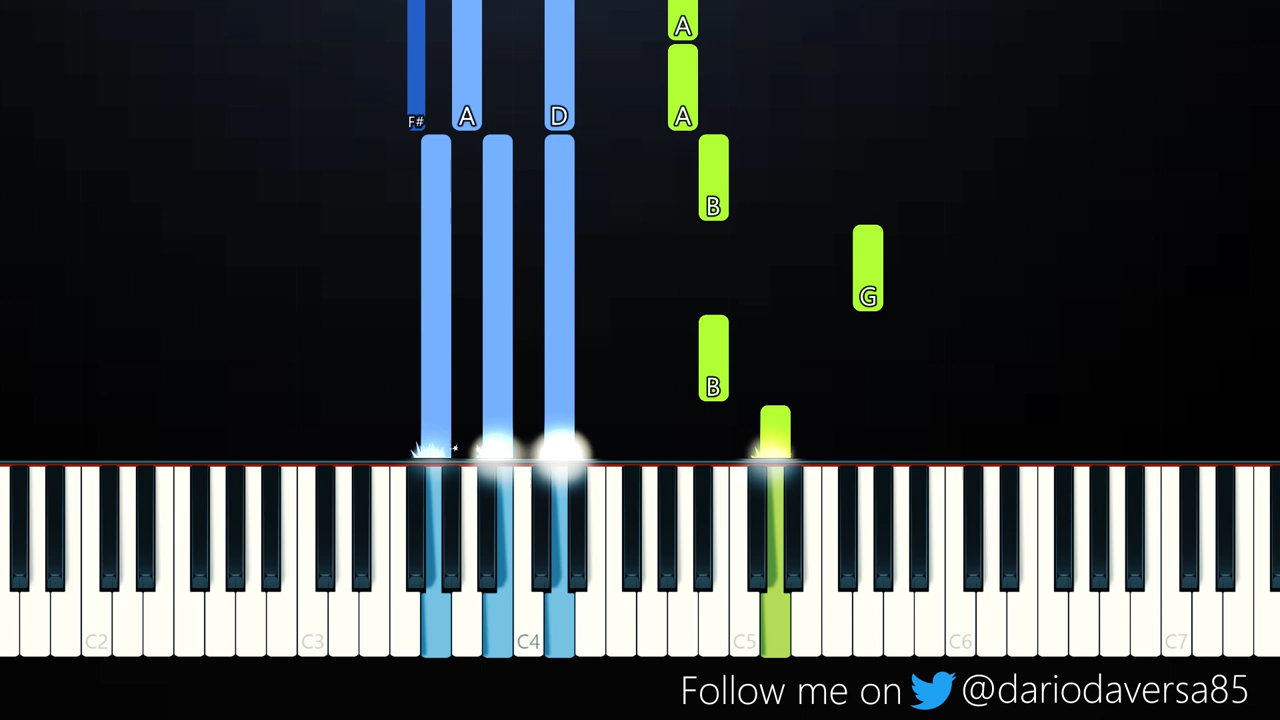 A
F# A D A
B
G
B
C2 C3 C4 C5 C6 C7
Follow me on @dariodaversa85